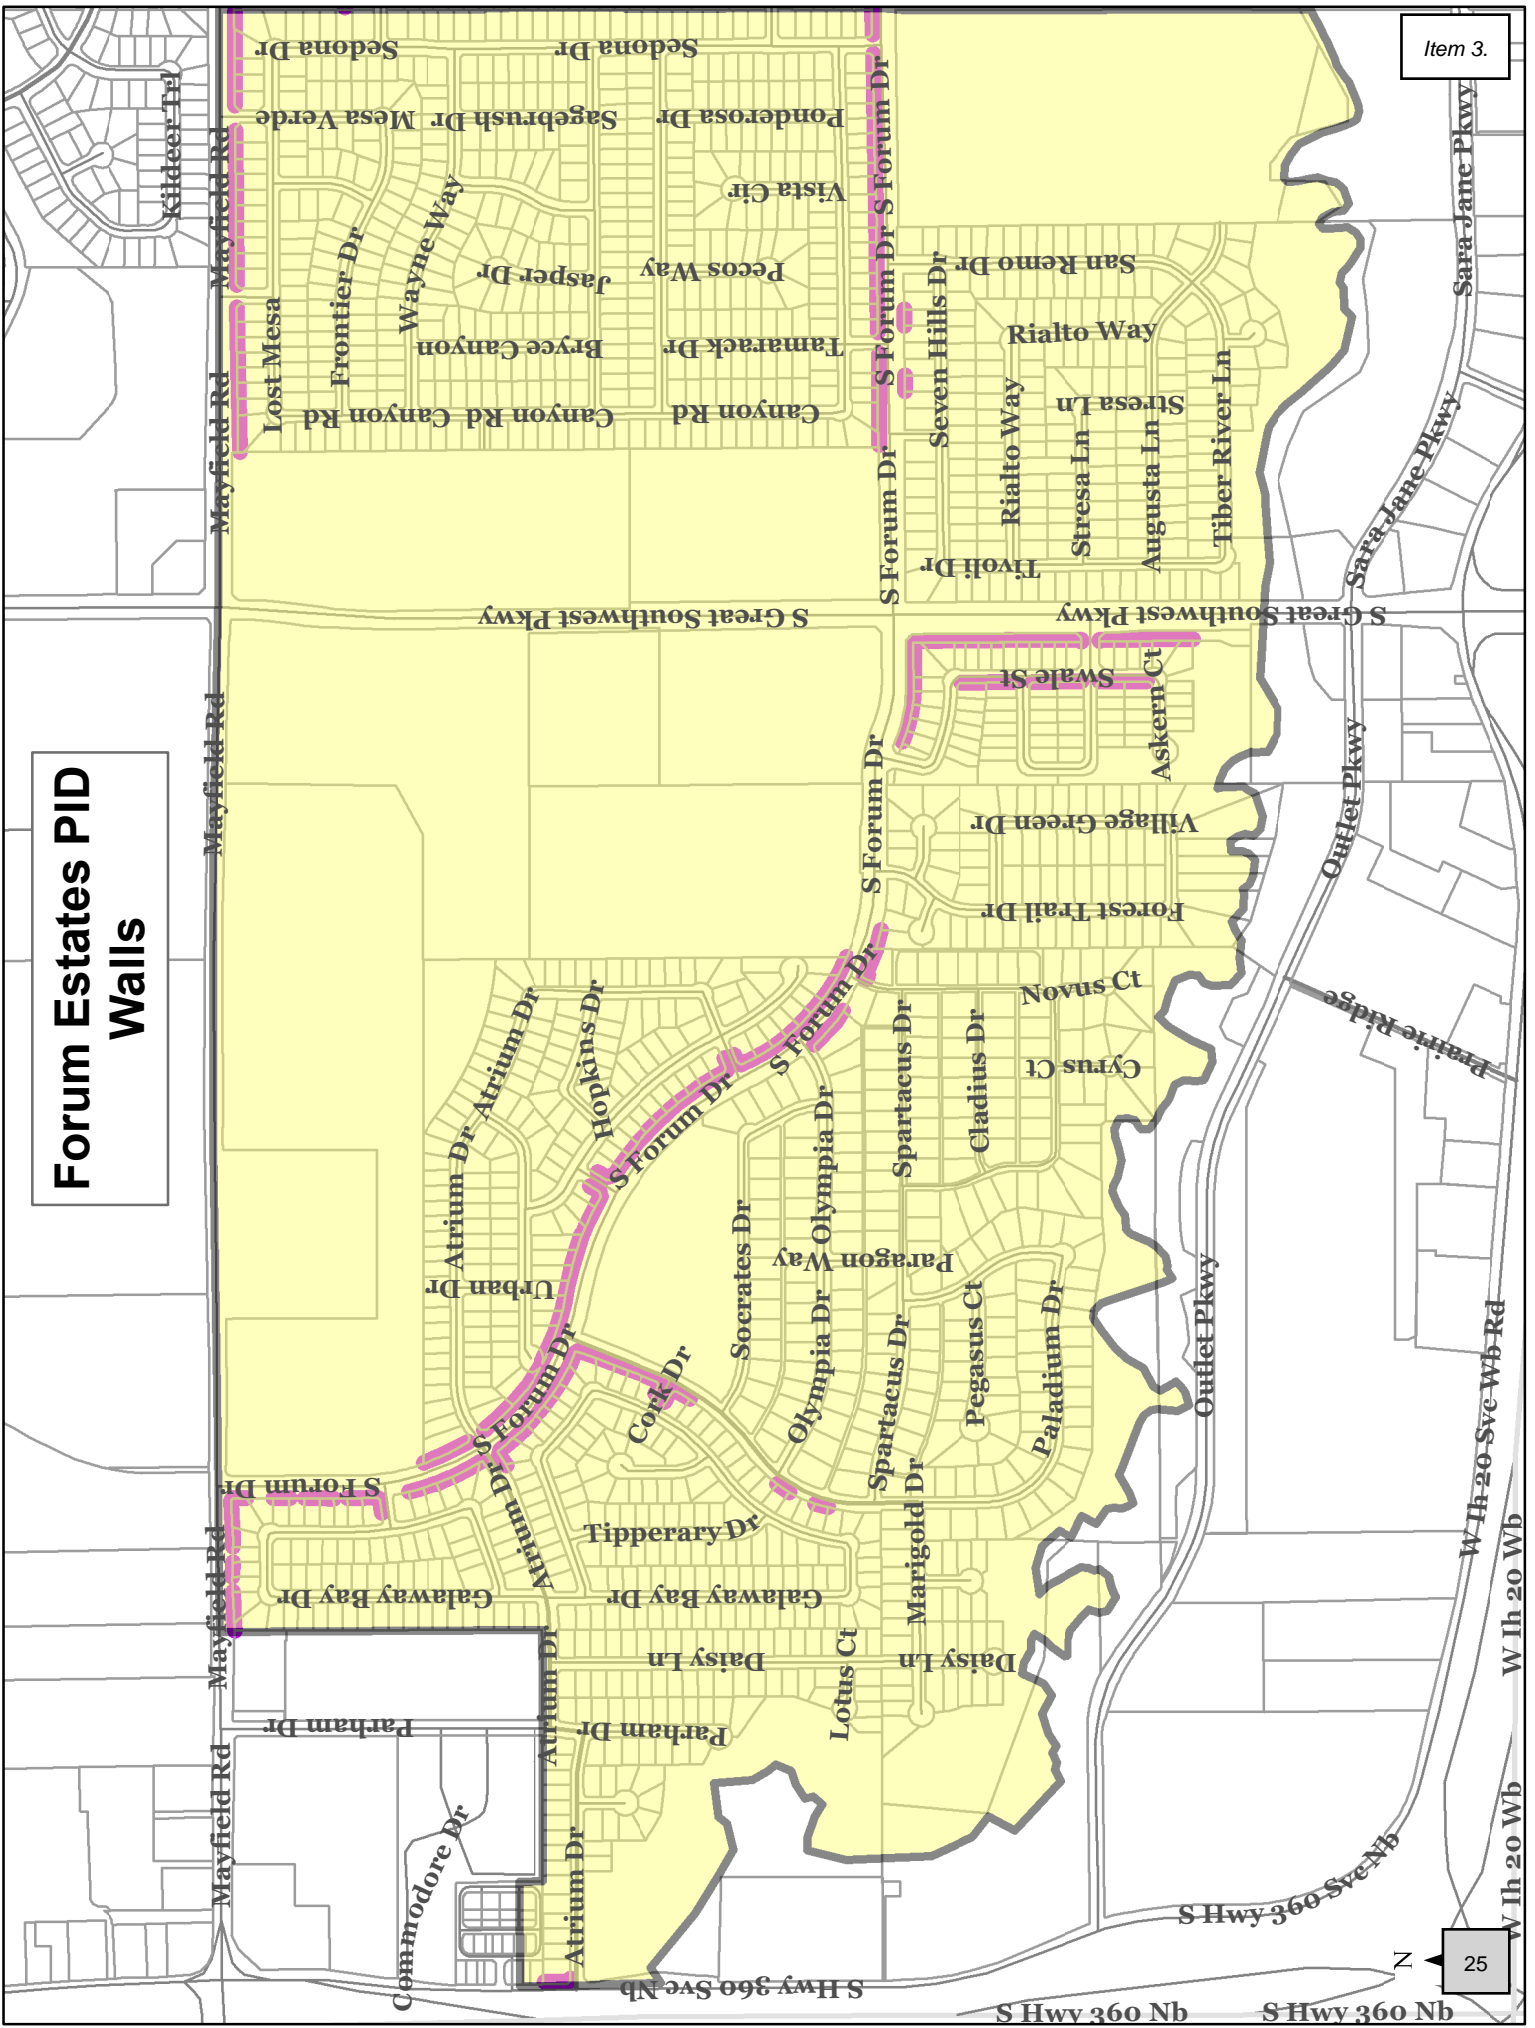 Item 3.
Forum Estates PID
Walls
Kildeer Trl
Sedona Dr
Sedona Dr
Mesa Verde
Sagebrush Dr
Ponderosa Dr
S Forum Dr
Sara Jane Pkwy
Mayfield Rd
Vista Cir
Wayne Way
Frontier Dr
Jasper Dr
Pecos Way
S Forum Dr
Seven Hills Dr
San Remo Dr
Lost Mesa
Bryce Canyon
Tamarack Dr
S Forum Dr
Rialto Way
Mayfield Rd
Canyon Rd
Canyon Rd
Canyon Rd
Canyon Rd
Rialto Way
Stresa Ln
Stresa Ln
Augusta Ln
Tiber River Ln
Sara Jane Pkwy
S Forum Dr
Tivoli Dr
S Great Southwest Pkwy
S Great Southwest Pkwy
Swale St
Askern Ct
Mayfield Rd
S Forum Dr
Village Green Dr
Outlet Pkwy
Forest Trail Dr
Atrium Dr
Hopkins Dr
S Forum Dr
Novus Ct
Prairie Ridge
Spartacus Dr
Cladius Dr
Cyrus Ct
S Forum Dr
Atrium Dr
Olympia Dr
Socrates Dr
Paragon Way
Urban Dr
Olympia Dr
Spartacus Dr
Pegasus Ct
Paladium Dr
Outlet Pkwy
S Forum Dr
Cork Dr
S Forum Dr
Atrium Dr
Tipperary Dr
Marigold Dr
W Ih 20 Svc Wb Rd
Mayfield Rd
Galaway Bay Dr
Galaway Bay Dr
W Ih 20 Wb
Atrium Dr
Daisy Ln
Daisy Ln
Lotus Ct
Parham Dr
Parham Dr
Mayfield Rd
Commodore Dr
Atrium Dr
W Ih 20 Wb
S Hwy 360 Svc Nb
S Hwy 360 Svc Nb
N
25
S Hwy 360 Nb
S Hwy 360 Nb